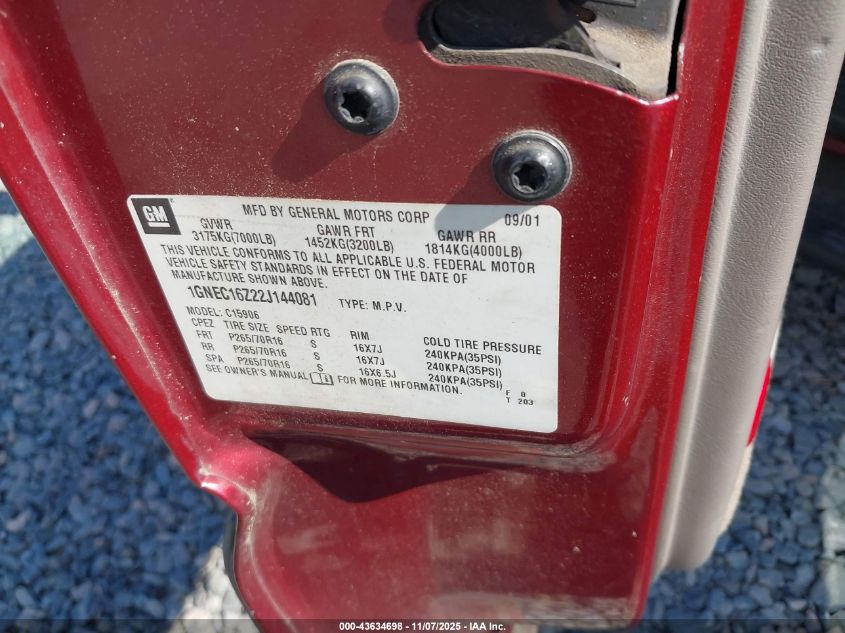 GM
MFD BY GENERAL MOTORS CORP 09/01
GVWR GAWR FRT GAWR RR
3175KG(7000LB) 1452KG(3200LB) 1814KG(4000LB)
THIS VEHICLE CONFORMS TO ALL APPLICABLE U.S. FEDERAL MOTOR
VEHICLE SAFETY STANDARDS IN EFFECT ON THE DATE OF
MANUFACTURE SHOWN ABOVE.
1GNEC16Z22J144081 TYPE: M.P.V.
MODEL: C15906
CPEZ TIRE SIZE SPEED RTG RIM COLD TIRE PRESSURE
FRT P265/70R16 S 16X7J 240KPA(35PSI)
RR P265/70R16 S 16X7J 240KPA(35PSI)
SPA P265/70R16 S 16X6.5J 240KPA(35PSI)
SEE OWNER'S MANUAL FOR MORE INFORMATION.
F 0
T 203
000-43634698 - 11/07/2025 - IAA Inc.